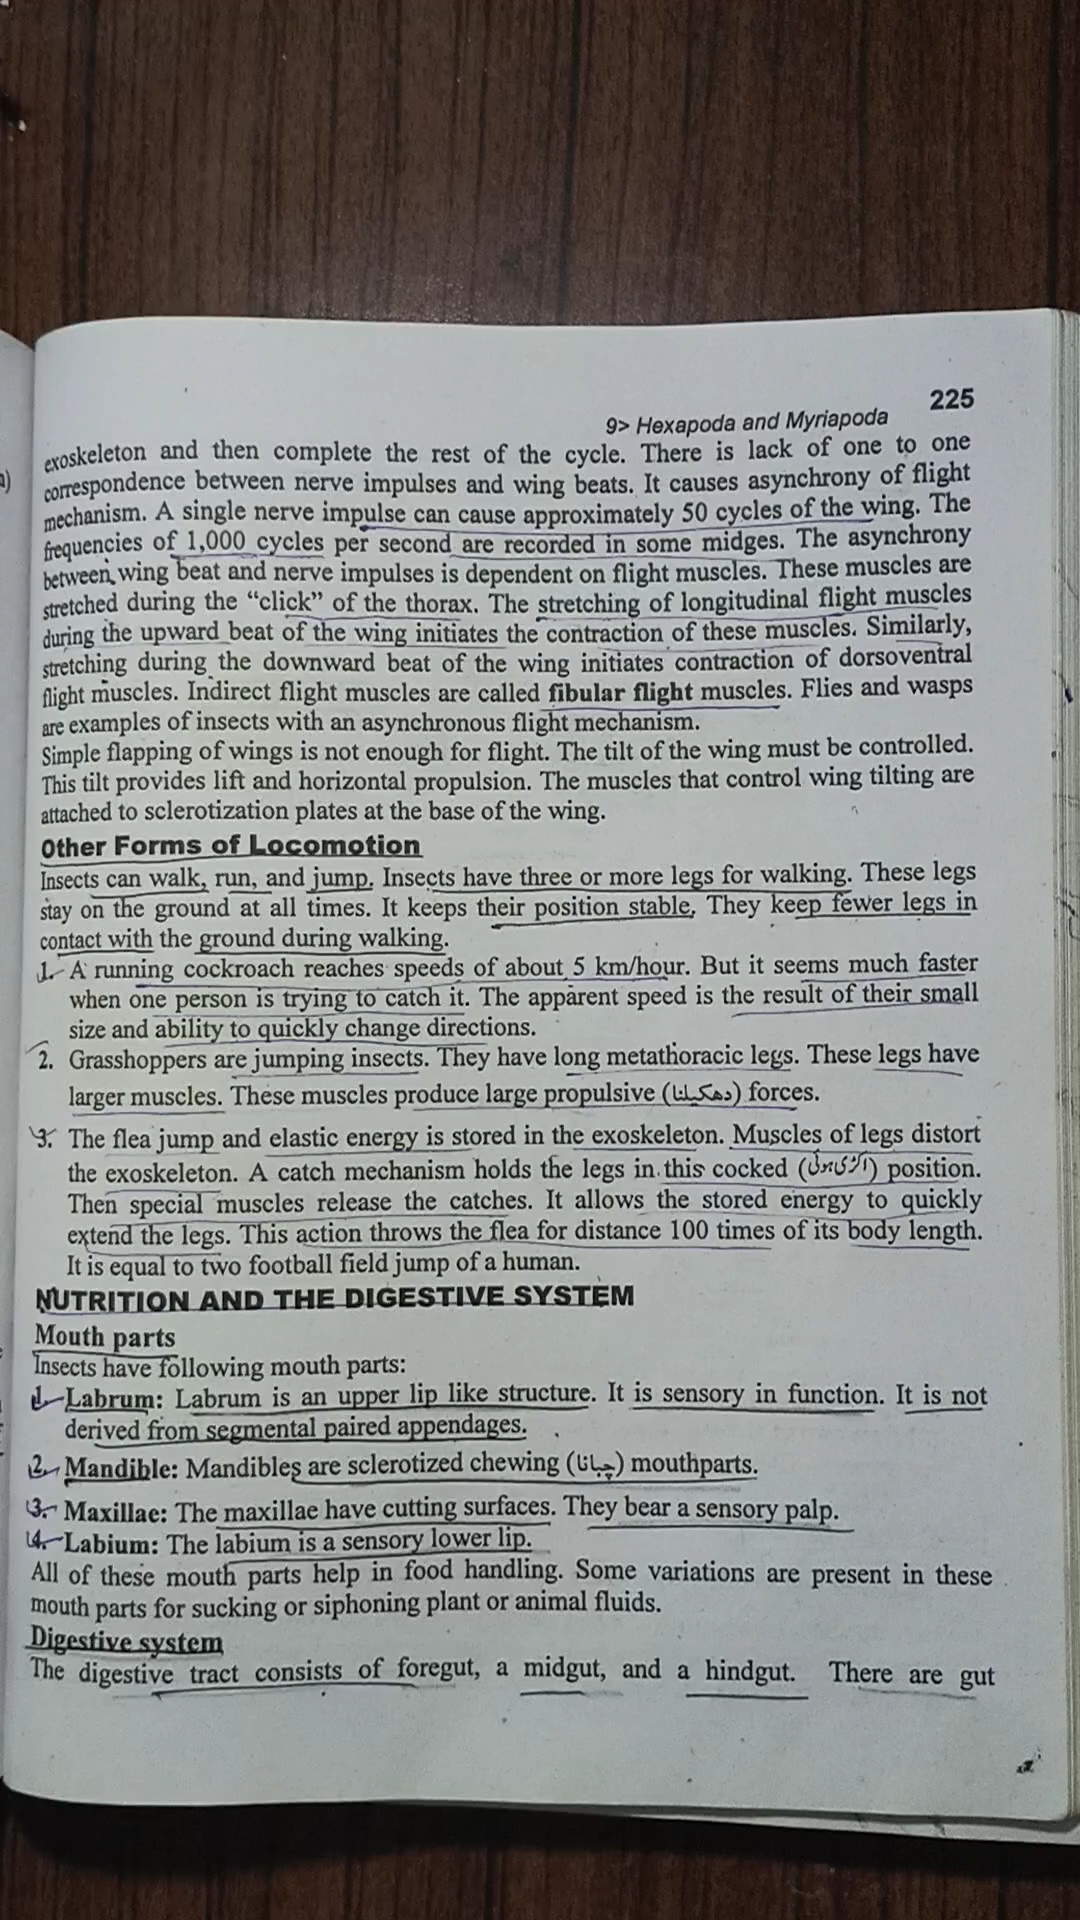 225
9> Hexapoda and Myriapoda
exoskeleton and then complete the rest of the cycle. There is lack of one to one
correspondence between nerve impulses and wing beats. It causes asynchrony of flight
mechanism. A single nerve impulse can cause approximately 50 cycles of the wing. The
frequencies of 1,000 cycles per second are recorded in some midges. The asynchrony
between wing beat and nerve impulses is dependent on flight muscles. These muscles are
stretched during the “click” of the thorax. The stretching of longitudinal flight muscles
during the upward beat of the wing initiates the contraction of these muscles. Similarly,
stretching during the downward beat of the wing initiates contraction of dorsoventral
flight muscles. Indirect flight muscles are called fibular flight muscles. Flies and wasps
are examples of insects with an asynchronous flight mechanism.
Simple flapping of wings is not enough for flight. The tilt of the wing must be controlled.
This tilt provides lift and horizontal propulsion. The muscles that control wing tilting are
attached to sclerotization plates at the base of the wing.
Other Forms of Locomotion
Insects can walk, run, and jump. Insects have three or more legs for walking. These legs
stay on the ground at all times. It keeps their position stable. They keep fewer legs in
contact with the ground during walking.
1. A running cockroach reaches speeds of about 5 km/hour. But it seems much faster
when one person is trying to catch it. The apparent speed is the result of their small
size and ability to quickly change directions.
2. Grasshoppers are jumping insects. They have long metathoracic legs. These legs have
larger muscles. These muscles produce large propulsive (دھکیلنا) forces.
3. The flea jump and elastic energy is stored in the exoskeleton. Muscles of legs distort
the exoskeleton. A catch mechanism holds the legs in this cocked () position.
Then special muscles release the catches. It allows the stored energy to quickly
extend the legs. This action throws the flea for distance 100 times of its body length.
It is equal to two football field jump of a human.
NUTRITION AND THE DIGESTIVE SYSTEM
Mouth parts
Insects have following mouth parts:
1. Labrum: Labrum is an upper lip like structure. It is sensory in function. It is not
derived from segmental paired appendages.
2. Mandible: Mandibles are sclerotized chewing (چبانا) mouthparts.
3. Maxillae: The maxillae have cutting surfaces. They bear a sensory palp.
4. Labium: The labium is a sensory lower lip.
All of these mouth parts help in food handling. Some variations are present in these
mouth parts for sucking or siphoning plant or animal fluids.
Digestive system
The digestive tract consists of foregut, a midgut, and a hindgut. There are gut